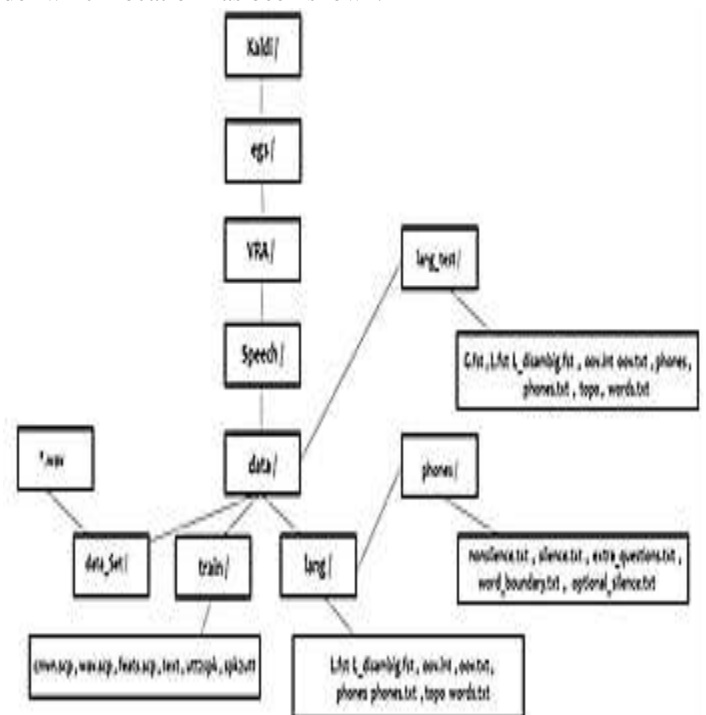 Kaldi/
egs/
VRA/
lang_test/
Speech/
G.fst , L.fst L_disambig.fst , oov.int oov.txt , phones ,
phones.txt , topo , words.txt
*.wav
data/
phones/
data_Set/
train/
lang/
nonsilence.txt , silence.txt , extra_questions.txt ,
word_boundary.txt , optional_silence.txt
cmvn.scp , wav.scp , feats.scp , text , utt2spk , spk2utt
L.fst L_disambig.fst , oov.int , oov.txt ,
phones phones.txt , topo words.txt